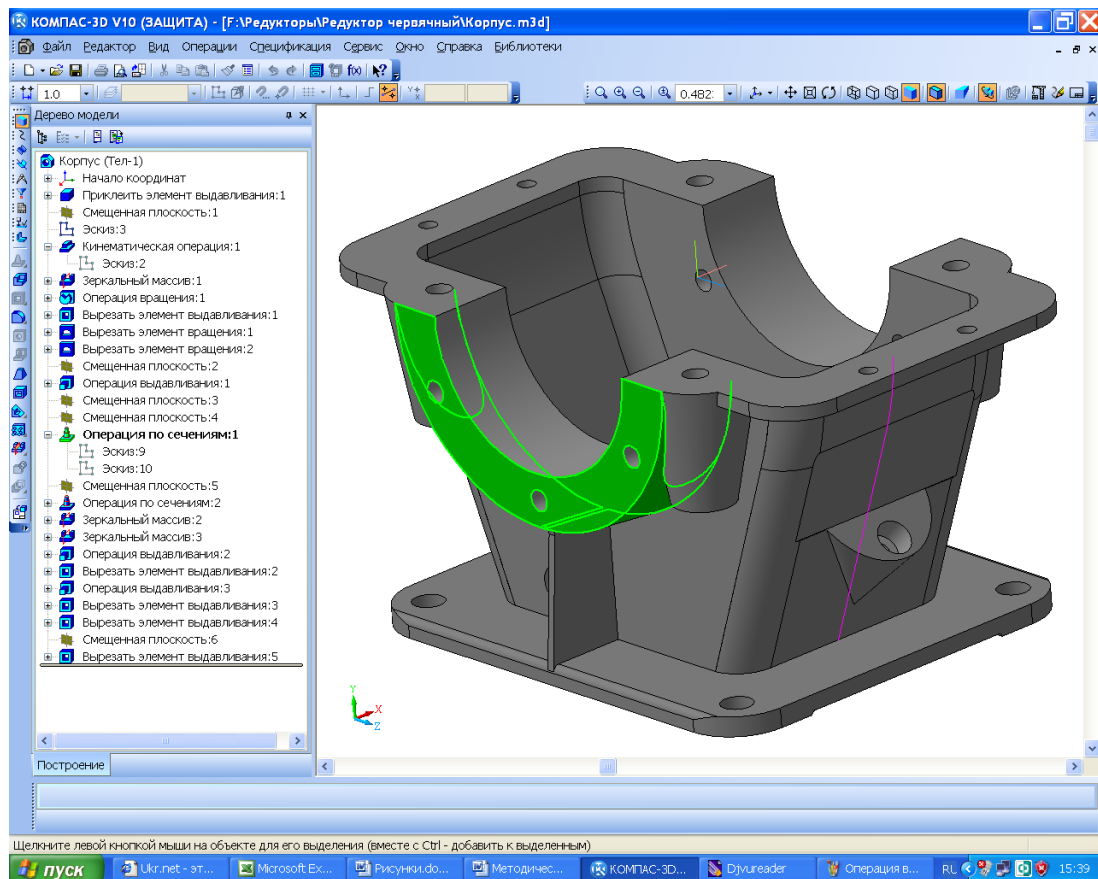 КОМПАС-3D V10 (ЗАЩИТА) - [F:\Редукторы\Редуктор червячный\Корпус.m3d]
Файл Редактор Вид Операции Спецификация Сервис Окно Справка Библиотеки
1.0 0.482:
Дерево модели
Корпус (Тел-1)
Начало координат
Приклеить элемент выдавливания:1
Смещенная плоскость:1
Эскиз:3
Кинематическая операция:1
Эскиз:2
Зеркальный массив:1
Операция вращения:1
Вырезать элемент выдавливания:1
Вырезать элемент вращения:1
Вырезать элемент вращения:2
Смещенная плоскость:2
Операция выдавливания:1
Смещенная плоскость:3
Смещенная плоскость:4
Операция по сечениям:1
Эскиз:9
Эскиз:10
Смещенная плоскость:5
Операция по сечениям:2
Зеркальный массив:2
Зеркальный массив:3
Операция выдавливания:2
Вырезать элемент выдавливания:2
Операция выдавливания:3
Вырезать элемент выдавливания:3
Вырезать элемент выдавливания:4
Смещенная плоскость:6
Вырезать элемент выдавливания:5
Y
X
Z
Построение
Щелкните левой кнопкой мыши на объекте для его выделения (вместе с Ctrl - добавить к выделенным)
пуск Ukr.net - эт... Microsoft Ex... Рисунки.do... Методичес... КОМПАС-3D... Djvureader Операция в... RU 15:39